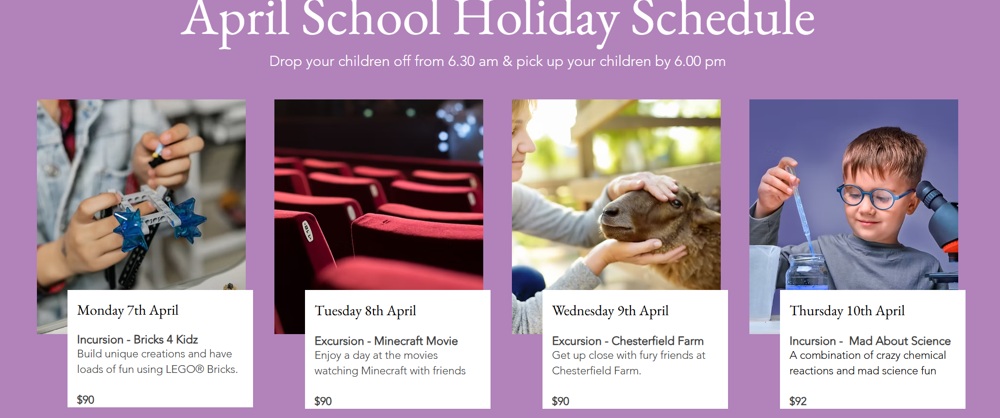 April School Holiday Schedule
Drop your children off from 6.30 am & pick up your children by 6.00 pm
Monday 7th April
Incursion - Bricks 4 Kidz
Build unique creations and have
loads of fun using LEGO® Bricks.
$90
Tuesday 8th April
Excursion - Minecraft Movie
Enjoy a day at the movies
watching Minecraft with friends
$90
Wednesday 9th April
Excursion - Chesterfield Farm
Get up close with fury friends at
Chesterfield Farm.
$90
Thursday 10th April
Incursion -  Mad About Science
A combination of crazy chemical
reactions and mad science fun
$92